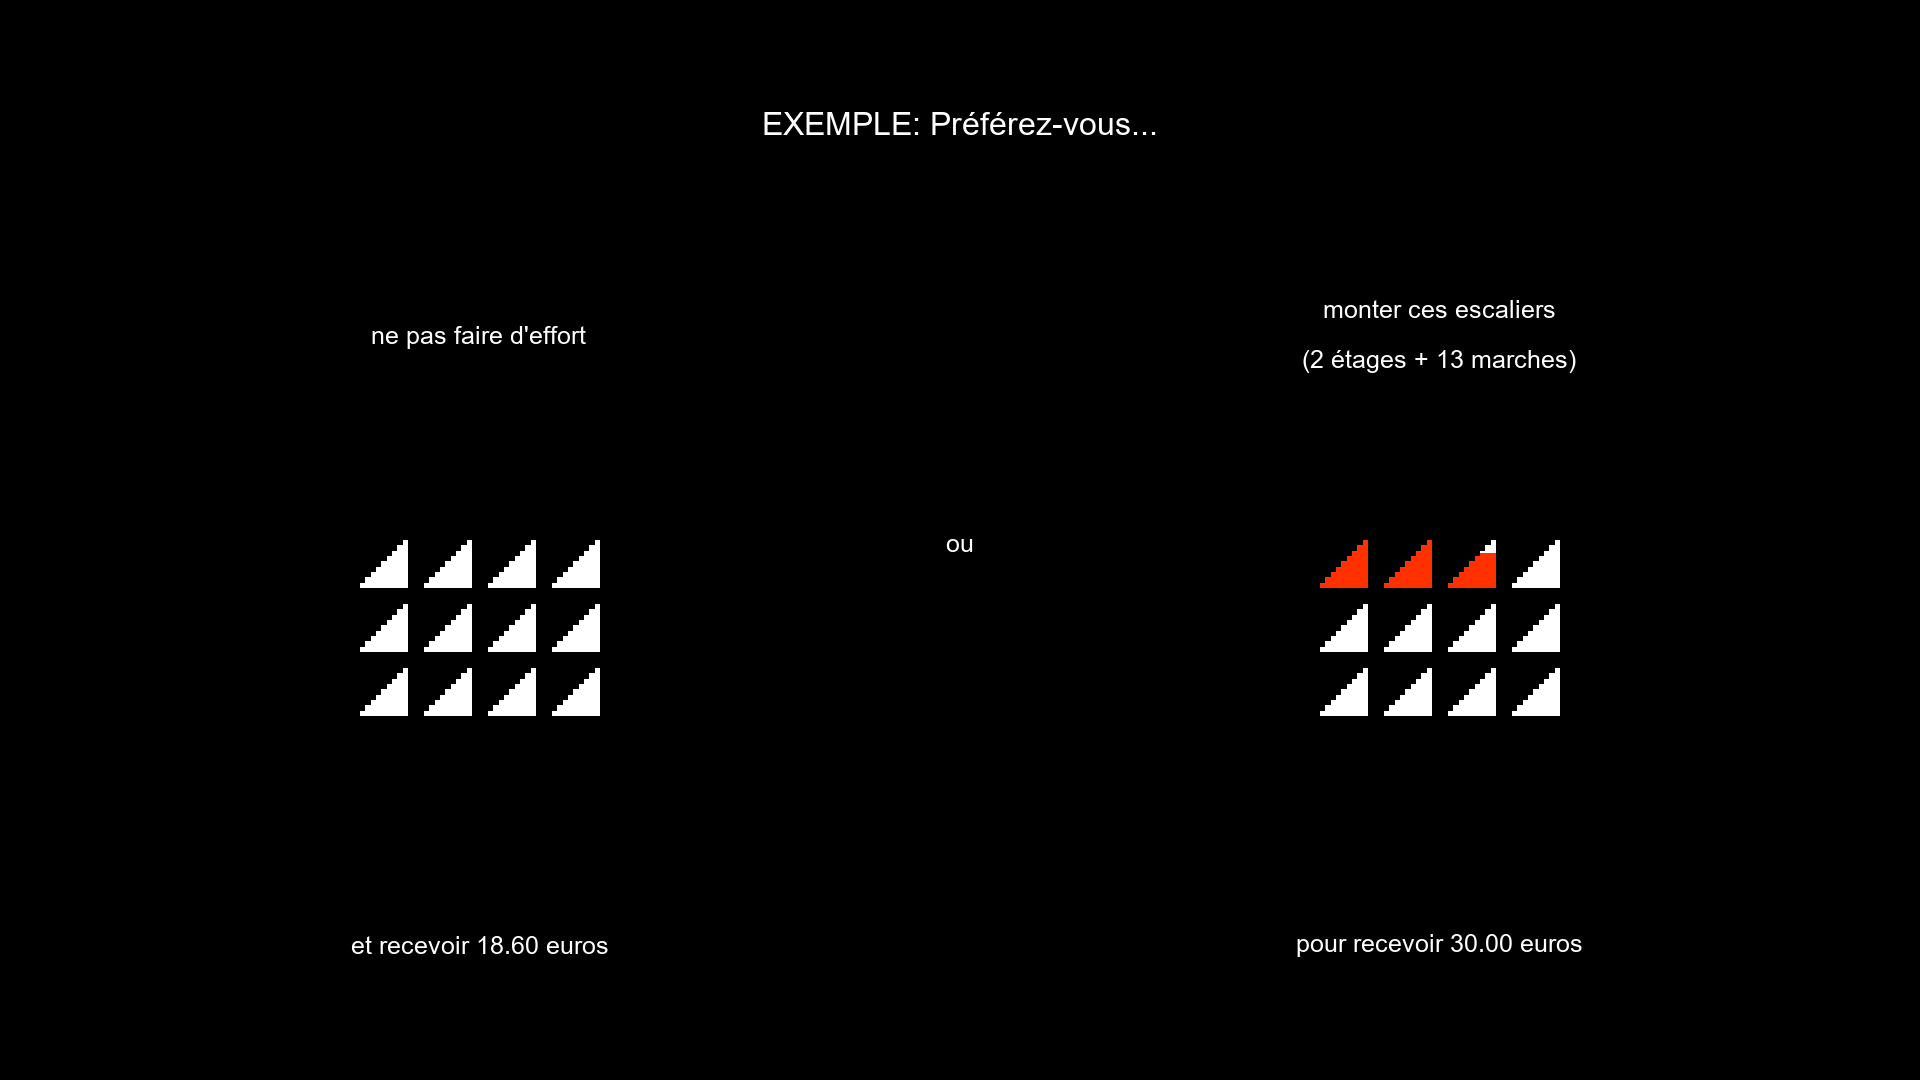 EXEMPLE: Préférez-vous...
ne pas faire d'effort
monter ces escaliers
(2 étages + 13 marches)
ou
et recevoir 18.60 euros
pour recevoir 30.00 euros